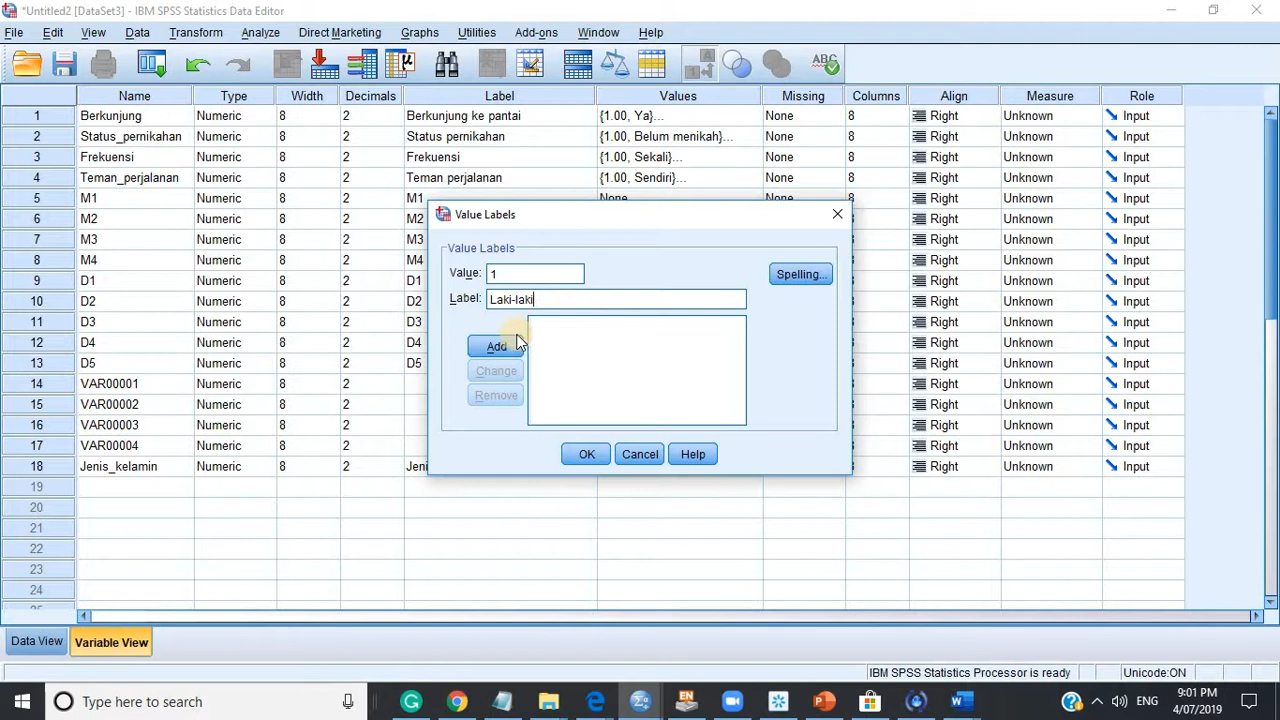 *Untitled2 [DataSet3] - IBM SPSS Statistics Data Editor
File Edit View Data Transform Analyze Direct Marketing Graphs Utilities Add-ons Window Help
Name Type Width Decimals Label Values Missing Columns Align Measure Role
1 Berkunjung Numeric 8 2 Berkunjung ke pantai {1.00, Ya}... None 8 Right Unknown Input
2 Status_pernikahan Numeric 8 2 Status pernikahan {1.00, Belum menikah}... None 8 Right Unknown Input
3 Frekuensi Numeric 8 2 Frekuensi {1.00, Sekali}... None 8 Right Unknown Input
4 Teman_perjalanan Numeric 8 2 Teman perjalanan {1.00, Sendiri}... None 8 Right Unknown Input
5 M1 Numeric 8 2 M1 None None 8 Right Unknown Input
6 M2 Numeric 8 2 M2 Right Unknown Input
7 M3 Numeric 8 2 M3 Right Unknown Input
8 M4 Numeric 8 2 M4 Right Unknown Input
9 D1 Numeric 8 2 D1 Right Unknown Input
10 D2 Numeric 8 2 D2 Right Unknown Input
11 D3 Numeric 8 2 D3 Right Unknown Input
12 D4 Numeric 8 2 D4 Right Unknown Input
13 D5 Numeric 8 2 D5 Right Unknown Input
14 VAR00001 Numeric 8 2 Right Unknown Input
15 VAR00002 Numeric 8 2 Right Unknown Input
16 VAR00003 Numeric 8 2 Right Unknown Input
17 VAR00004 Numeric 8 2 Right Unknown Input
18 Jenis_kelamin Numeric 8 2 Right Unknown Input
19
20
21
22
23
24
Value Labels
Value Labels
Value: 1
Spelling...
Label: Laki-laki
Add
Change
Remove
OK Cancel Help
Data View Variable View
IBM SPSS Statistics Processor is ready Unicode:ON
Type here to search
ENG
9:01 PM
4/07/2019